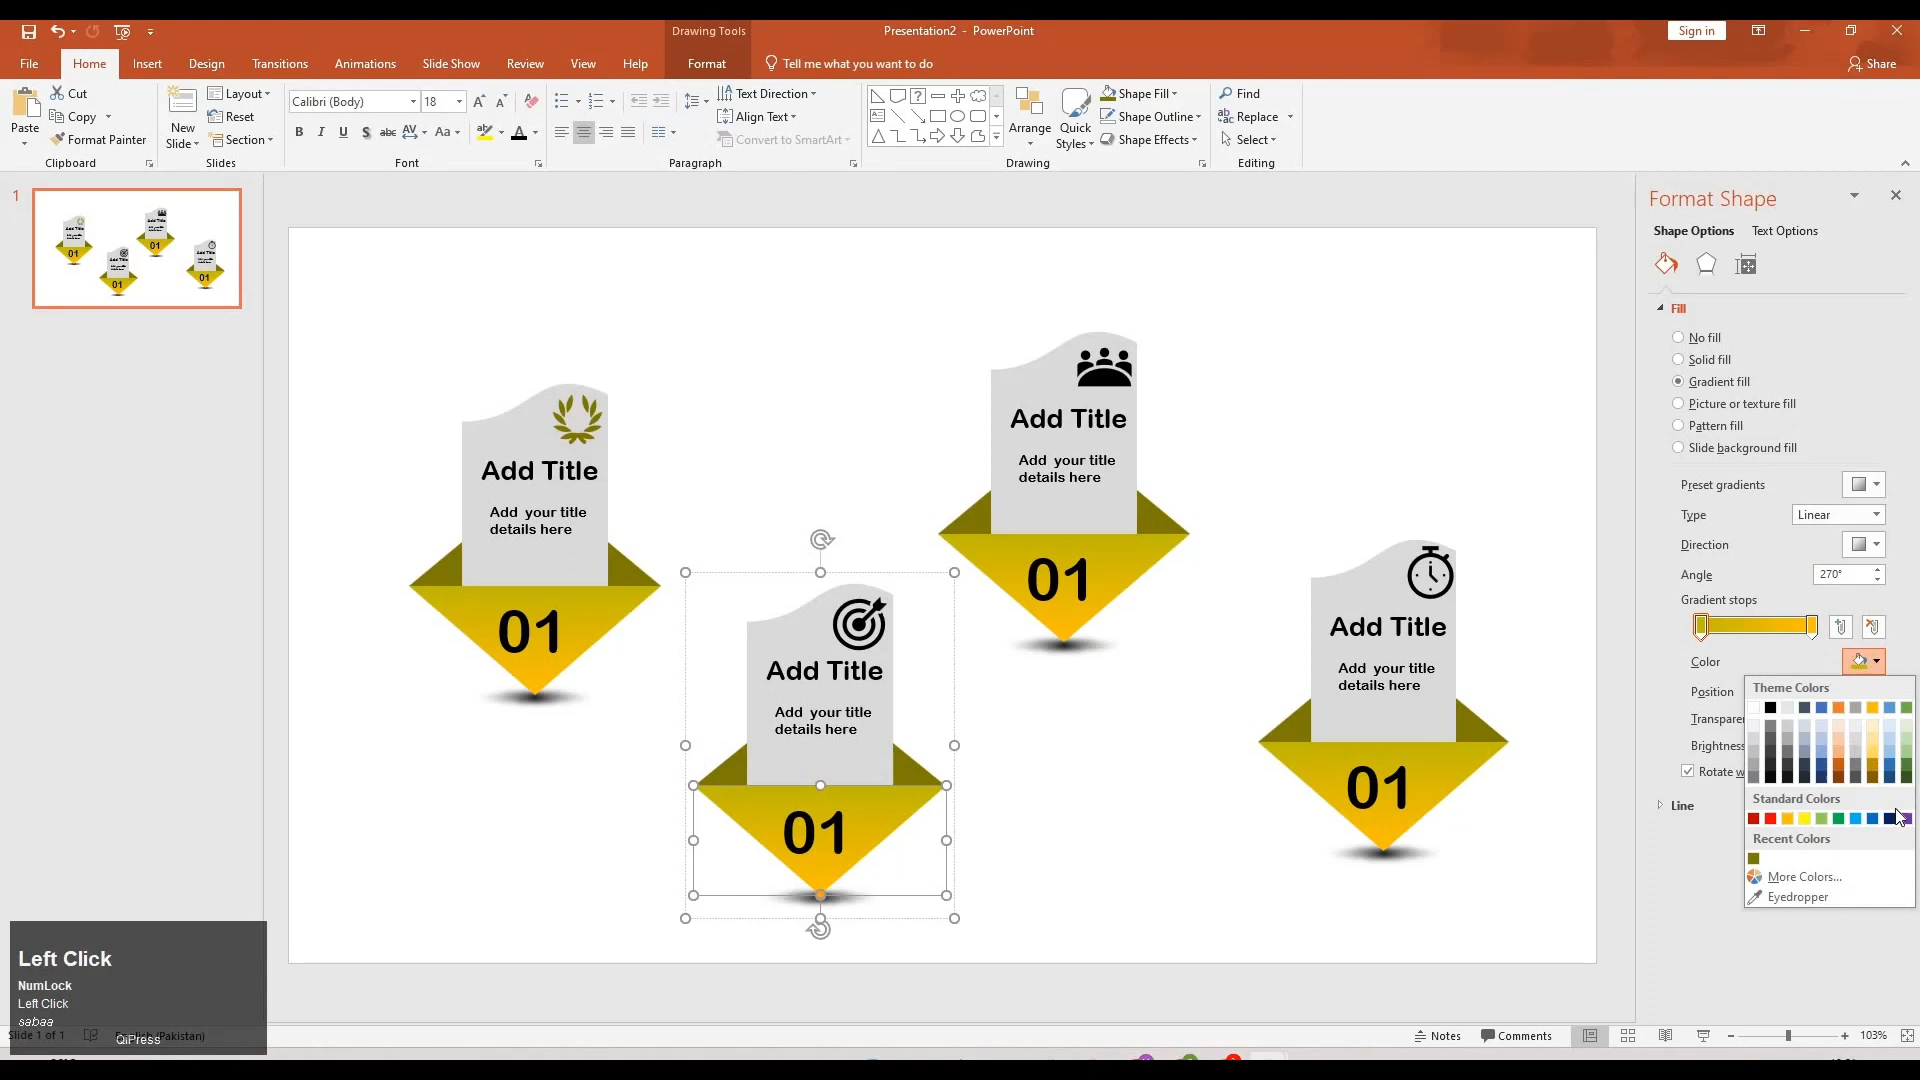 Drawing Tools
Presentation2 - PowerPoint
Sign in
File
Home
Insert
Design
Transitions
Animations
Slide Show
Review
View
Help
Format
Tell me what you want to do
Share
Paste
Cut
Copy
Format Painter
Clipboard
New
Slide
Layout
Reset
Section
Slides
Calibri (Body)
18
B I U S abc AV Aa A
Font
Text Direction
Align Text
Convert to SmartArt
Paragraph
Arrange
Quick
Styles
Shape Fill
Shape Outline
Shape Effects
Drawing
Find
Replace
Select
Editing
1
Add Title
Add your title
details here
01
Add Title
Add your title
details here
01
Add Title
Add your title
details here
01
Add Title
Add your title
details here
01
Format Shape
Shape Options
Text Options
Fill
No fill
Solid fill
Gradient fill
Picture or texture fill
Pattern fill
Slide background fill
Preset gradients
Type
Linear
Direction
Angle
270°
Gradient stops
Color
Position
Transparen
Brightness
Rotate w
Line
Theme Colors
Standard Colors
Recent Colors
More Colors...
Eyedropper
Left Click
NumLock
Left Click
sabaa
QiPress
Slide 1 of 1
English (Pakistan)
Notes
Comments
103%